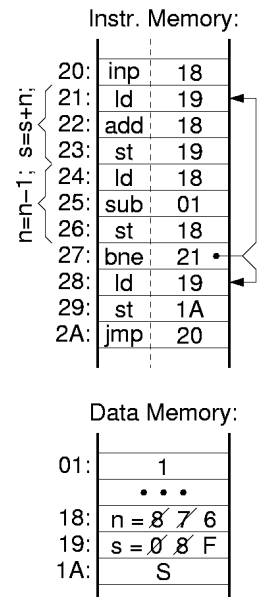 Instr. Memory:
20: inp 18
21: ld 19
22: add 18
23: st 19
24: ld 18
25: sub 01
26: st 18
27: bne 21
28: ld 19
29: st 1A
2A: jmp 20
s=s+n;
n=n−1;
Data Memory:
01: 1
• • •
18: n = 8 7 6
19: s = 0 8 F
1A: S